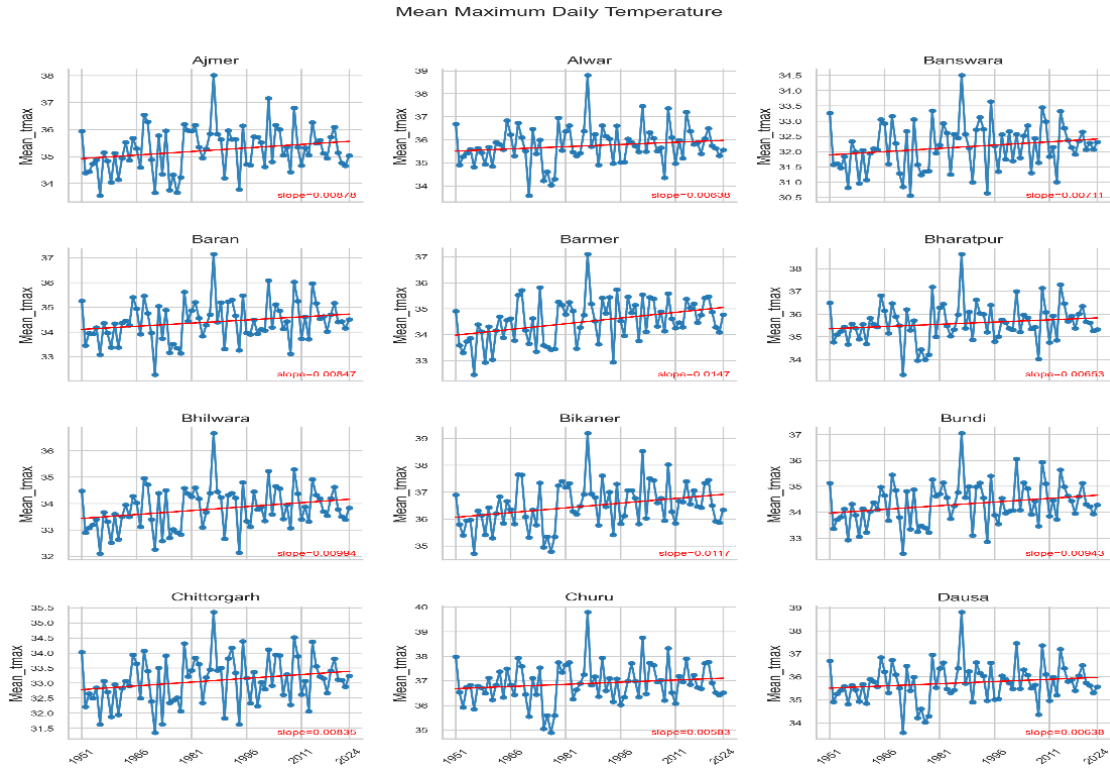 Mean Maximum Daily Temperature
Ajmer
Mean_tmax
38
37
36
35
34
slope=0.00878
Alwar
Mean_tmax
39
38
37
36
35
34
slope=0.00638
Banswara
Mean_tmax
34.5
34.0
33.5
33.0
32.5
32.0
31.5
31.0
30.5
slope=0.00711
Baran
Mean_tmax
37
36
35
34
33
slope=0.00847
Barmer
Mean_tmax
37
36
35
34
33
slope=0.0147
Bharatpur
Mean_tmax
38
37
36
35
34
slope=0.00653
Bhilwara
Mean_tmax
36
35
34
33
32
slope=0.00994
Bikaner
Mean_tmax
39
38
37
36
35
slope=0.0117
Bundi
Mean_tmax
37
36
35
34
33
slope=0.00943
Chittorgarh
Mean_tmax
35.5
35.0
34.5
34.0
33.5
33.0
32.5
32.0
31.5
slope=0.00835
1951
1966
1981
1996
2011
2024
Churu
Mean_tmax
40
39
38
37
36
35
slope=0.00583
1951
1966
1981
1996
2011
2024
Dausa
Mean_tmax
39
38
37
36
35
34
slope=0.00638
1951
1966
1981
1996
2011
2024